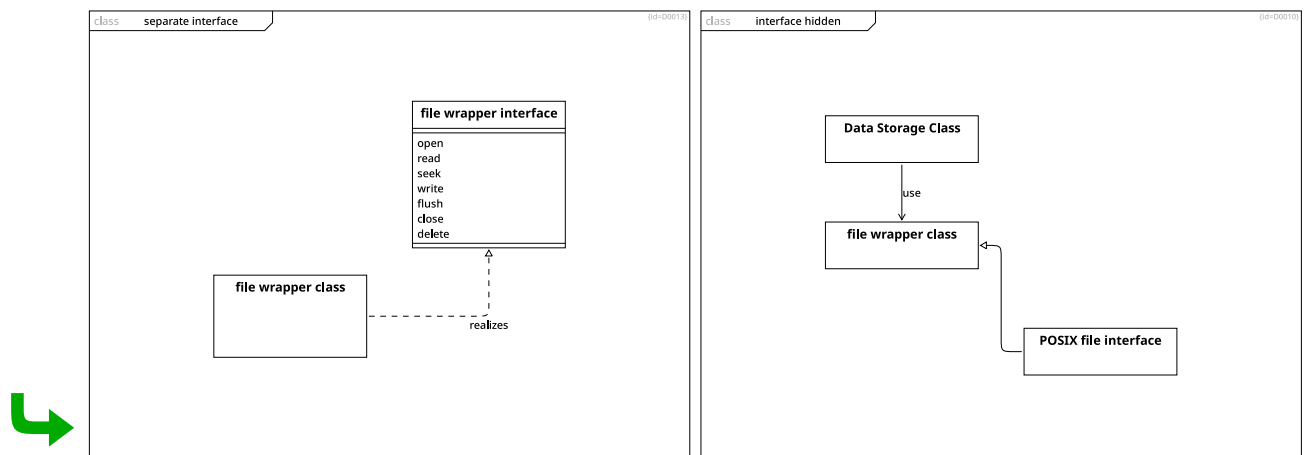 class separate interface
{id=D0013}
file wrapper interface
open
read
seek
write
flush
close
delete
file wrapper class
realizes
class interface hidden
{id=D0010}
Data Storage Class
use
file wrapper class
POSIX file interface